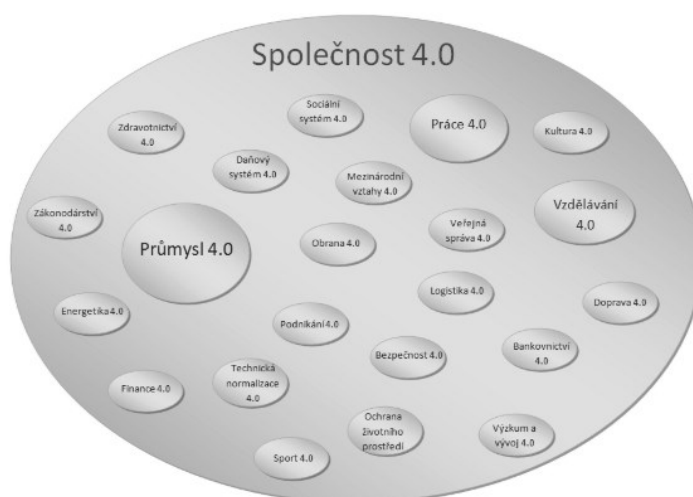 Společnost 4.0
Sociální
systém 4.0
Zdravotnictví
4.0
Práce 4.0
Kultura 4.0
Daňový
systém 4.0
Mezinárodní
vztahy 4.0
Zákonodárství
4.0
Vzdělávání
4.0
Průmysl 4.0
Obrana 4.0
Veřejná
správa 4.0
Logistika 4.0
Doprava 4.0
Energetika 4.0
Podnikání 4.0
Bezpečnost 4.0
Bankovnictví
4.0
Finance 4.0
Technická
normalizace
4.0
Ochrana
životního
prostředí
Výzkum a
vývoj 4.0
Sport 4.0